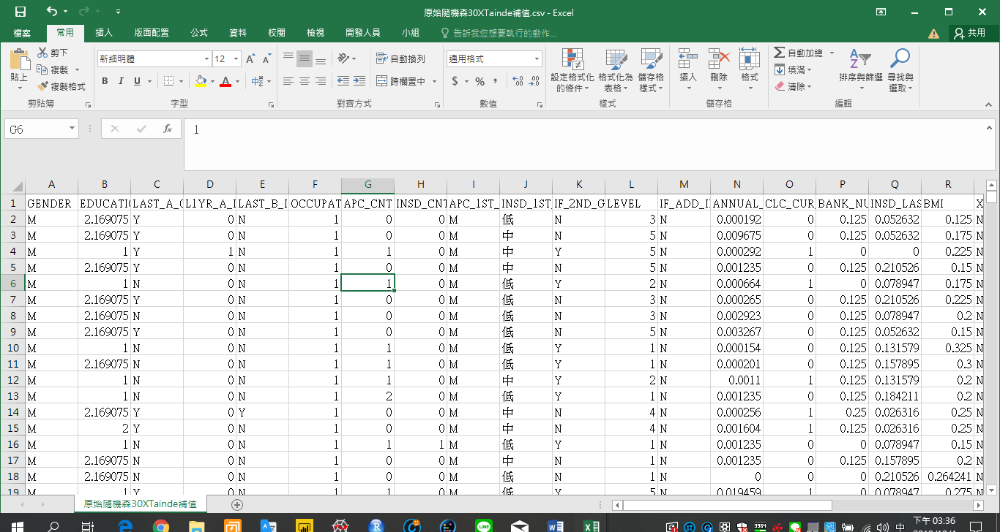 原始隨機森30XTainde補值.csv - Excel
檔案 常用 插入 版面配置 公式 資料 校閱 檢視 開發人員 小組 告訴我您想要執行的動作... 共用
貼上 剪下 複製 複製格式 剪貼簿
新細明體 12 B I U A 字型
自動換列 跨欄置中 對齊方式
通用格式 $ % , 數值
設定格式化的條件 格式化為表格 儲存格樣式 樣式
插入 刪除 格式 儲存格
自動加總 填滿 清除 排序與篩選 尋找與選取 編輯
G6 fx 1
A B C D E F G H I J K L M N O P Q R
1 GENDER EDUCATIO LAST_A_C L1YR_A_I LAST_B_I OCCUPAT APC_CNT INSD_CNT APC_1ST_ INSD_1ST_ IF_2ND_G LEVEL IF_ADD_I ANNUAL_ CLC_CUR_ BANK_NU INSD_LAS BMI X
2 M 2.169075 Y 0 N 1 0 0 M 低 N 3 N 0.000192 0 0.125 0.052632 0.125 N
3 M 2.169075 Y 0 N 1 0 0 M 中 N 5 N 0.009675 0 0.125 0.052632 0.175 N
4 M 1 Y 1 N 1 1 0 M 中 Y 5 N 0.000292 1 0 0 0.225 N
5 M 2.169075 Y 0 N 1 0 0 M 中 N 5 N 0.001235 0 0.125 0.210526 0.15 N
6 M 1 N 0 N 1 1 0 M 低 Y 2 N 0.000664 1 0 0.078947 0.175 N
7 M 2.169075 Y 0 N 1 0 0 M 低 N 3 N 0.000265 0 0.125 0.210526 0.225 N
8 M 2.169075 N 0 N 1 0 0 M 低 N 3 N 0.002923 0 0.125 0.078947 0.2 N
9 M 2.169075 Y 0 N 1 0 0 M 低 N 5 N 0.003267 0 0.125 0.052632 0.15 N
10 M 1 N 0 N 1 1 0 M 低 Y 1 N 0.000154 0 0.125 0.131579 0.325 N
11 M 2.169075 N 0 N 1 1 0 M 低 Y 1 N 0.000201 0 0.125 0.157895 0.3 N
12 M 1 N 0 N 1 1 0 M 中 Y 2 N 0.0011 1 0.125 0.131579 0.2 N
13 M 1 N 0 N 1 2 0 M 低 Y 1 N 0.001235 0 0.125 0.184211 0.2 N
14 M 2.169075 Y 0 Y 1 0 0 M 中 N 4 N 0.000256 1 0.25 0.026316 0.25 N
15 M 2 Y 0 N 1 0 0 M 中 N 4 N 0.001604 1 0.125 0.026316 0.25 N
16 M 1 N 0 N 1 1 1 M 低 Y 1 N 0.001235 0 0 0.078947 0.15 N
17 M 2.169075 N 0 N 1 0 0 M 中 N 1 N 0.001235 0 0.125 0.157895 0.2 N
18 M 2.169075 N 0 N 1 0 0 M 低 N 1 N 0 0 0 0.210526 0.264241 N
19 M 1 Y 0 N 1 1 0 M 低 Y 5 N 0.019459 1 0 0.078947 0.275 N
原始隨機森30XTainde補值
下午 03:36